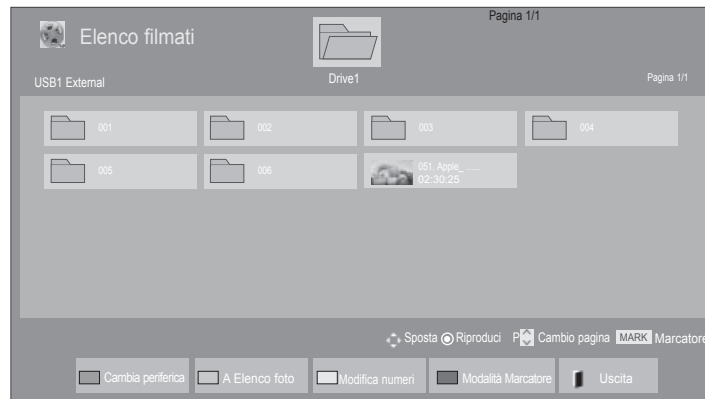 Pagina 1/1
Elenco filmati
Drive1
USB1 External
Pagina 1/1
001 002 003 004
005 006 051. Apple_ ......
02:30:25
Sposta Riproduci P Cambio pagina MARK Marcatore
Cambia periferica A Elenco foto Modifica numeri Modalità Marcatore Uscita